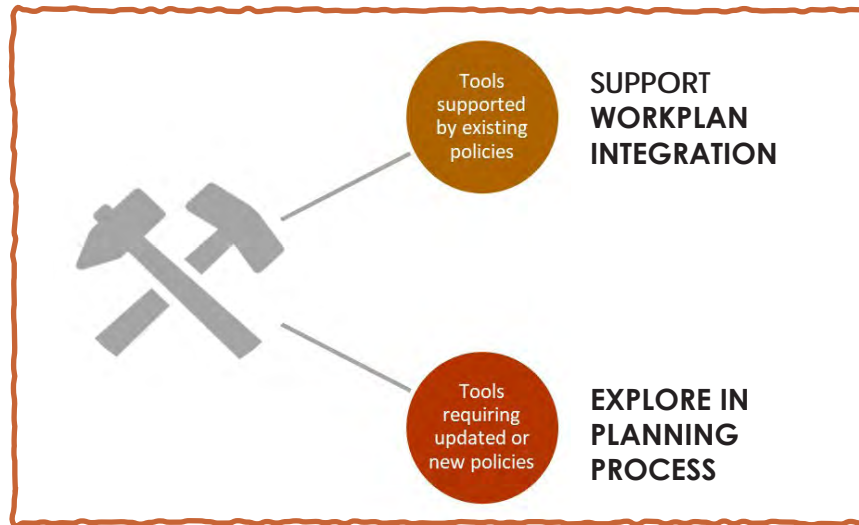 Tools
supported
by existing
policies
SUPPORT
WORKPLAN
INTEGRATION
Tools
requiring
updated or
new policies
EXPLORE IN
PLANNING
PROCESS